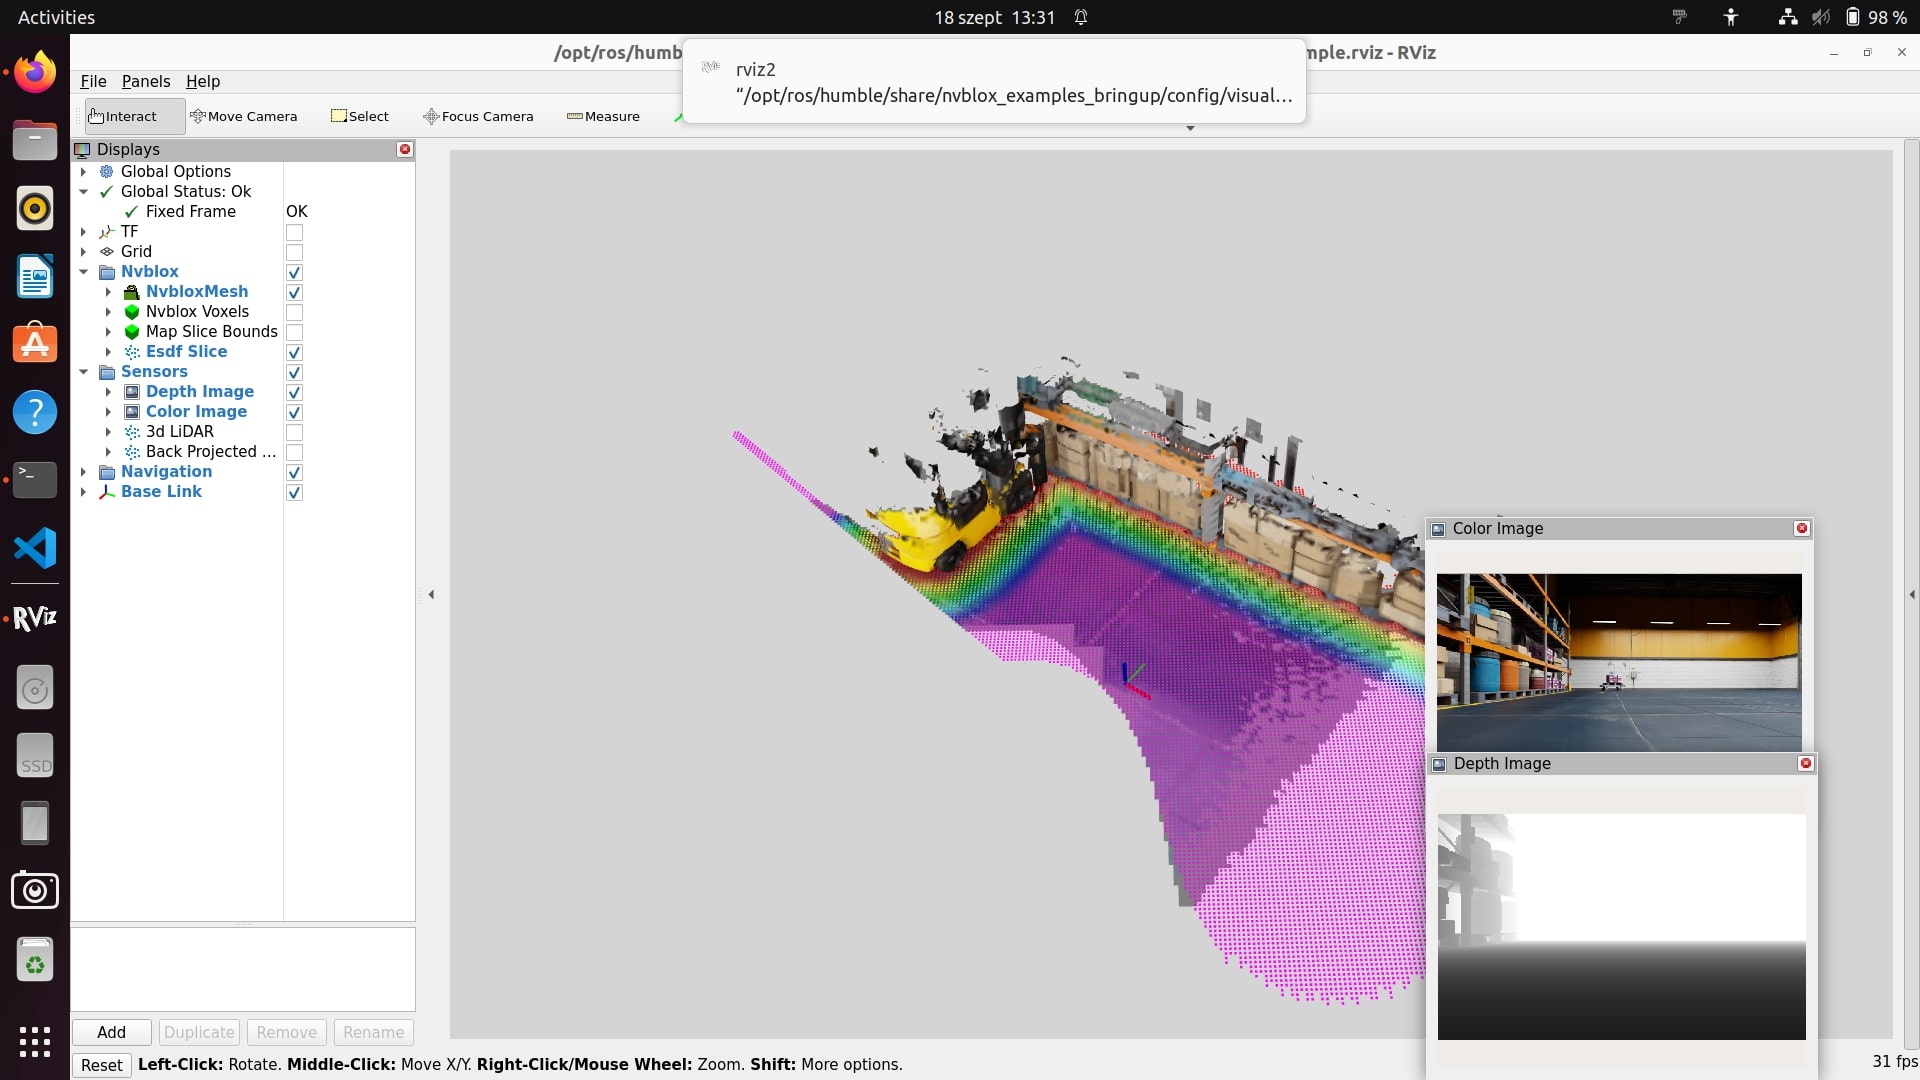 Activities
18 szept 13:31
98 %
/opt/ros/humb
mple.rviz - RViz
rviz2
“/opt/ros/humble/share/nvblox_examples_bringup/config/visual…
File Panels Help
Interact
Move Camera
Select
Focus Camera
Measure
Displays
Global Options
Global Status: Ok
Fixed Frame OK
TF
Grid
Nvblox
NvbloxMesh
Nvblox Voxels
Map Slice Bounds
Esdf Slice
Sensors
Depth Image
Color Image
3d LiDAR
Back Projected ...
Navigation
Base Link
RViz
SSD
Color Image
Depth Image
Add
Duplicate
Remove
Rename
Reset
Left-Click: Rotate. Middle-Click: Move X/Y. Right-Click/Mouse Wheel: Zoom. Shift: More options.
31 fps